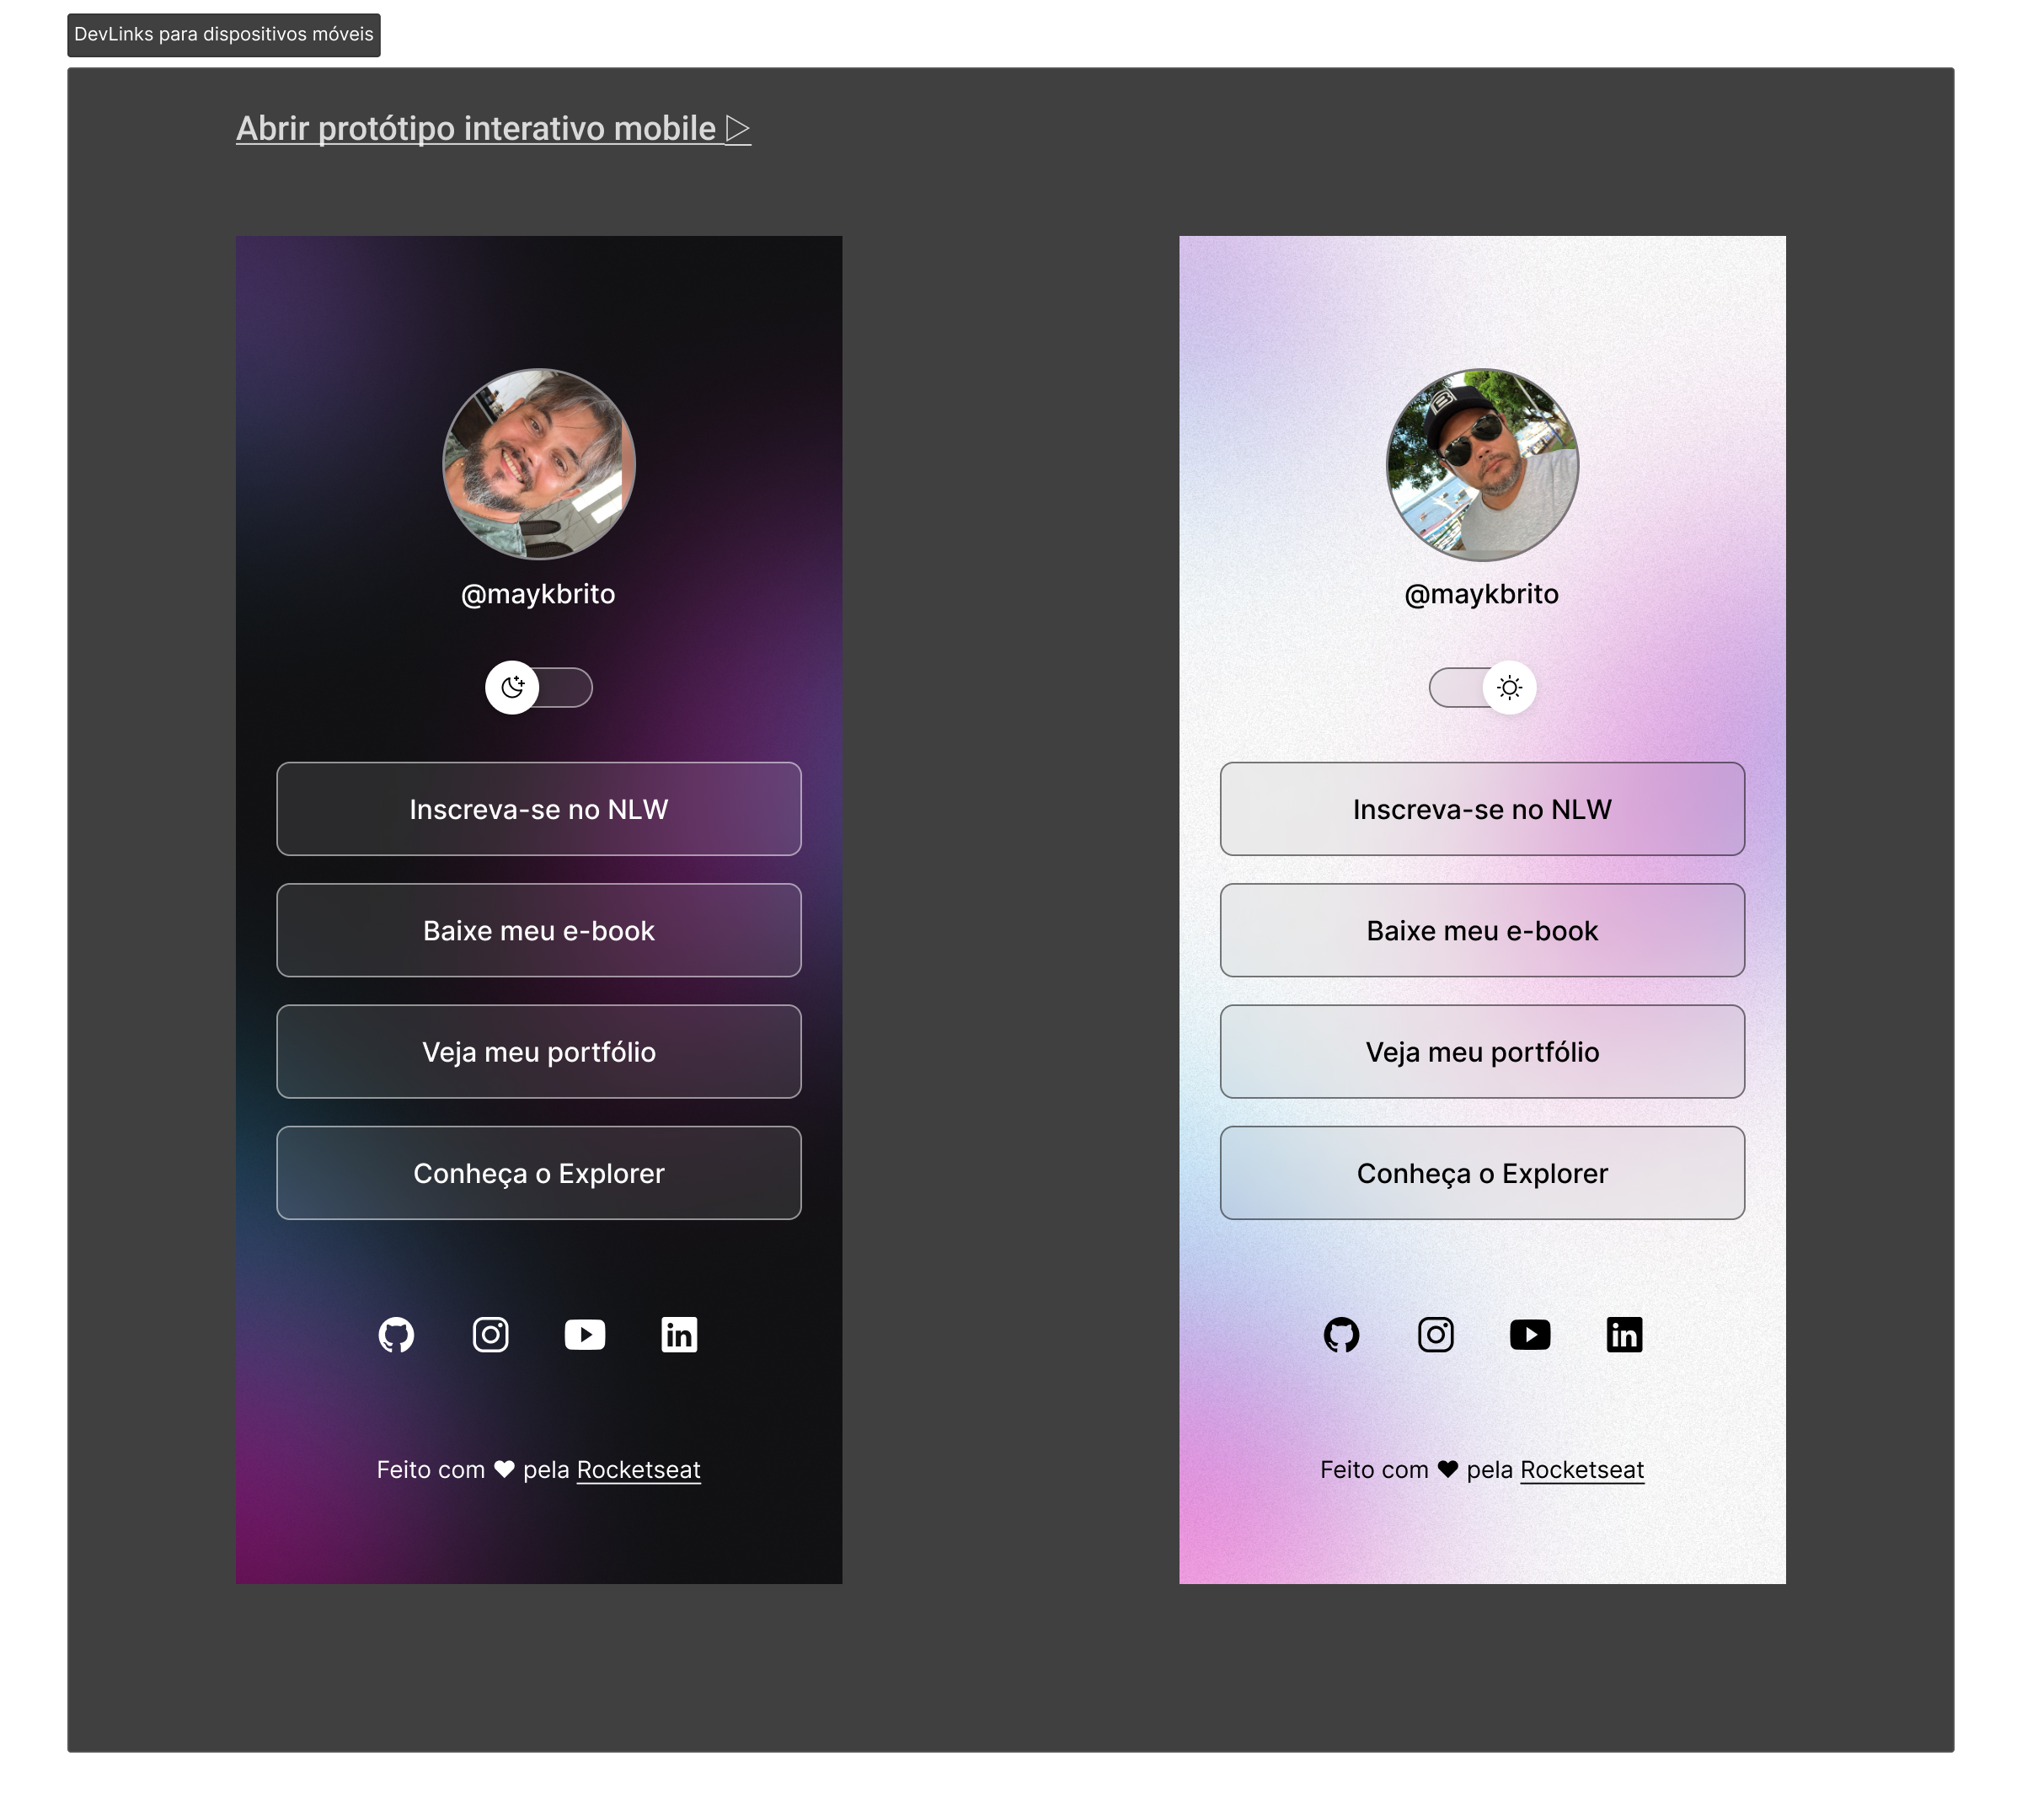 DevLinks para dispositivos móveis
Abrir protótipo interativo mobile ▷
@maykbrito
Inscreva-se no NLW
Baixe meu e-book
Veja meu portfólio
Conheça o Explorer
Feito com ♥ pela Rocketseat
@maykbrito
Inscreva-se no NLW
Baixe meu e-book
Veja meu portfólio
Conheça o Explorer
Feito com ♥ pela Rocketseat